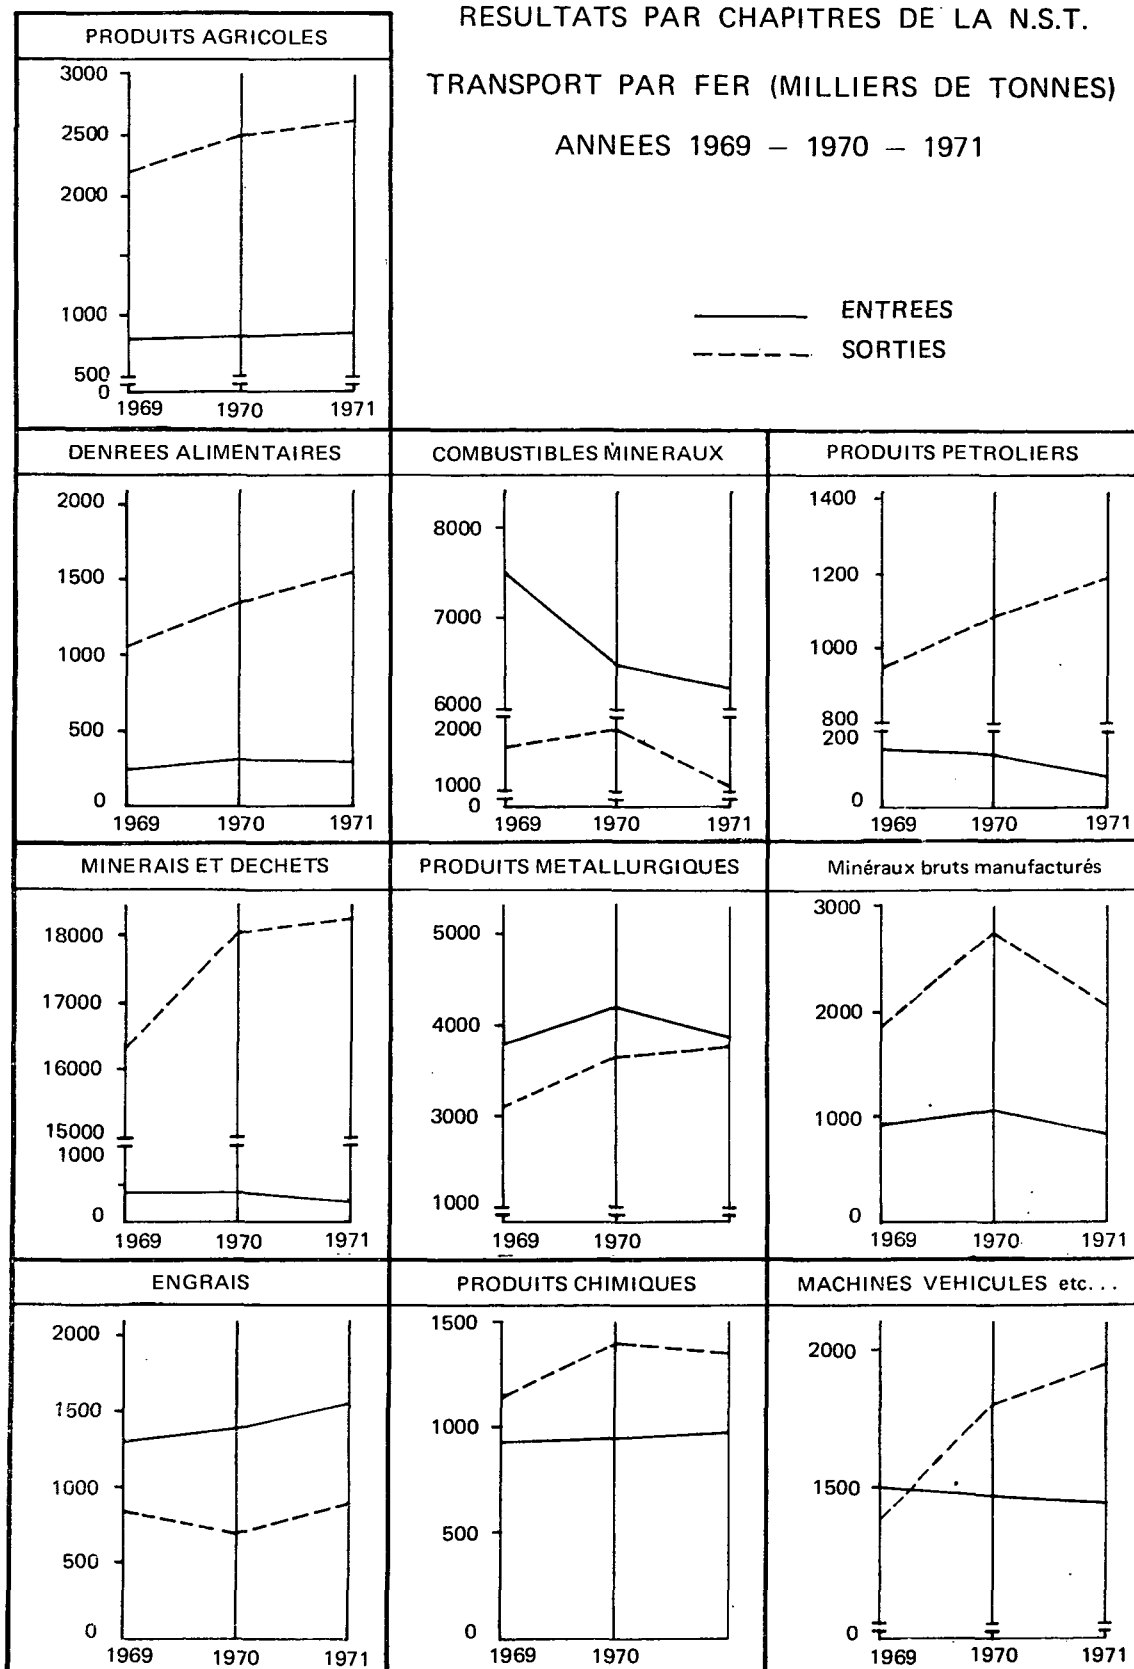 RESULTATS PAR CHAPITRES DE LA N.S.T.
TRANSPORT PAR FER (MILLIERS DE TONNES)
ANNEES 1969 — 1970 — 1971
ENTREES
SORTIES
PRODUITS AGRICOLES
3000
2500
2000
1000
500
0
1969 1970 1971
DENREES ALIMENTAIRES
2000
1500
1000
500
0
1969 1970 1971
COMBUSTIBLES MINERAUX
8000
7000
6000
2000
1000
0
1969 1970 1971
PRODUITS PETROLIERS
1400
1200
1000
800
200
0
1969 1970 1971
MINERAIS ET DECHETS
18000
17000
16000
15000
1000
0
1969 1970 1971
PRODUITS METALLURGIQUES
5000
4000
3000
1000
1969 1970
Minéraux bruts manufacturés
3000
2000
1000
0
1969 1970 1971
ENGRAIS
2000
1500
1000
500
0
1969 1970 1971
PRODUITS CHIMIQUES
1500
1000
500
0
1969 1970
MACHINES VEHICULES etc...
2000
1500
0
1969 1970 1971